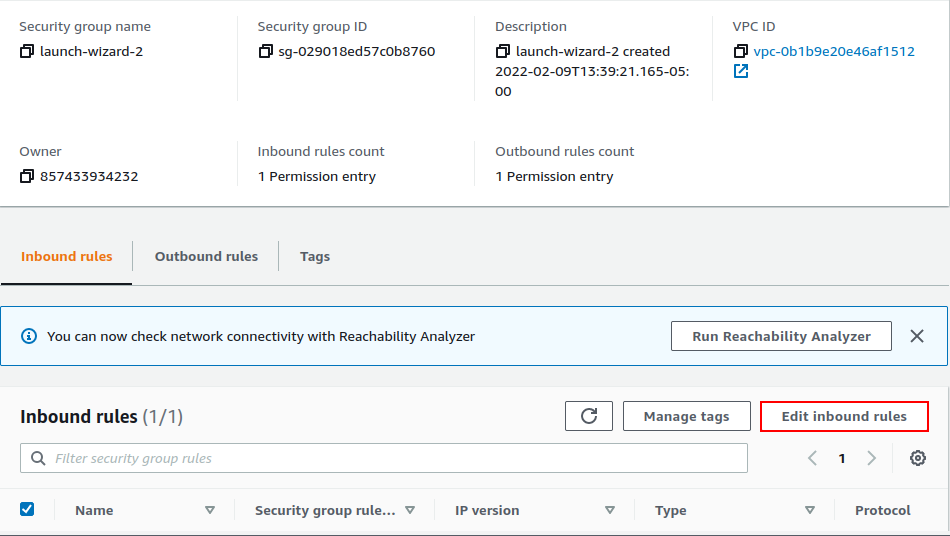 Security group name
launch-wizard-2
Security group ID
sg-029018ed57c0b8760
Description
launch-wizard-2 created
2022-02-09T13:39:21.165-05:
00
VPC ID
vpc-0b1b9e20e46af1512
Owner
857433934232
Inbound rules count
1 Permission entry
Outbound rules count
1 Permission entry
Inbound rules
Outbound rules
Tags
You can now check network connectivity with Reachability Analyzer
Run Reachability Analyzer
Inbound rules (1/1)
Manage tags
Edit inbound rules
Filter security group rules
1
Name
Security group rule...
IP version
Type
Protocol